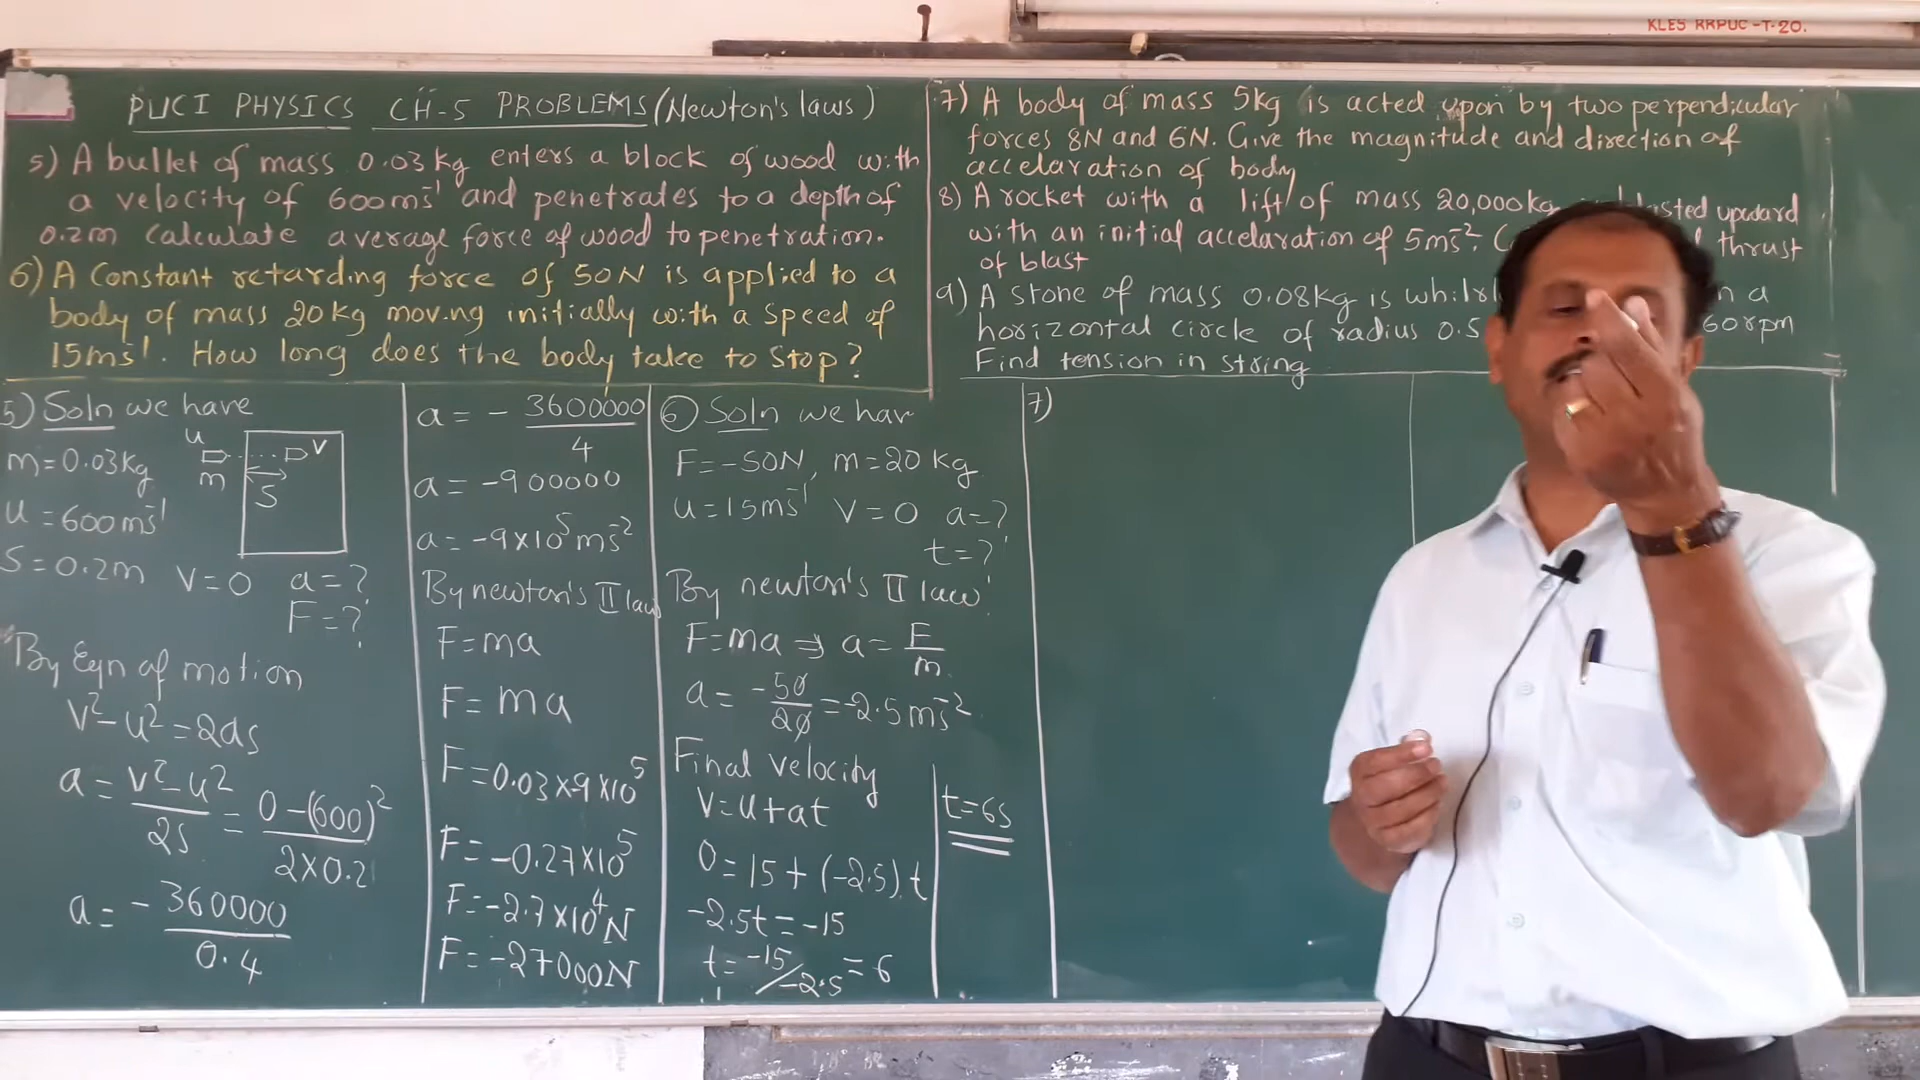 KLES RRPUC-T-20.
PUCI PHYSICS CH-5 PROBLEMS (Newton's laws)
5) A bullet of mass 0.03 kg enters a block of wood with
a velocity of 600ms⁻¹ and penetrates to a depth of
0.2m calculate average force of wood to penetration.
6) A Constant retarding force of 50N is applied to a
body of mass 20 kg moving initially with a speed of
15ms⁻¹. How long does the body take to stop?
7) A body of mass 5kg is acted upon by two perpendicular
forces 8N and 6N. Give the magnitude and direction of
accelaration of body
8) A rocket with a lift of mass 20,000kg upward
with an initial accelaration of 5ms⁻². thrust
of blast
9) A stone of mass 0.08kg is a
horizontal circle of radius 0.5 60rpm
Find tension in string
5) Soln we have
u v
m = 0.03kg
m
S
u = 600ms⁻¹
S = 0.2m v = 0 a = ?
F = ?
By Eqn of motion
v² - u² = 2as
a = v² - u² / 2s = 0 - (600)² / 2×0.2
a = - 360000 / 0.4
a = - 3600000 / 4
a = -900000
a = -9×10⁵ms⁻²
By newton's II law
F = ma
F = ma
F = 0.03×-9×10⁵
F = -0.27×10⁵
F = -2.7×10⁴N
F = -27000N
6 Soln we hav
F = -50N, m = 20 kg
u = 15ms⁻¹ v = 0 a = ?
t = ?
By newton's II law
F = ma ⇒ a = F/m
a = -50/20 = -2.5ms⁻²
Final velocity
v = u + at
0 = 15 + (-2.5)t
-2.5t = -15
t = -15/-2.5 = 6
t = 6s
7)